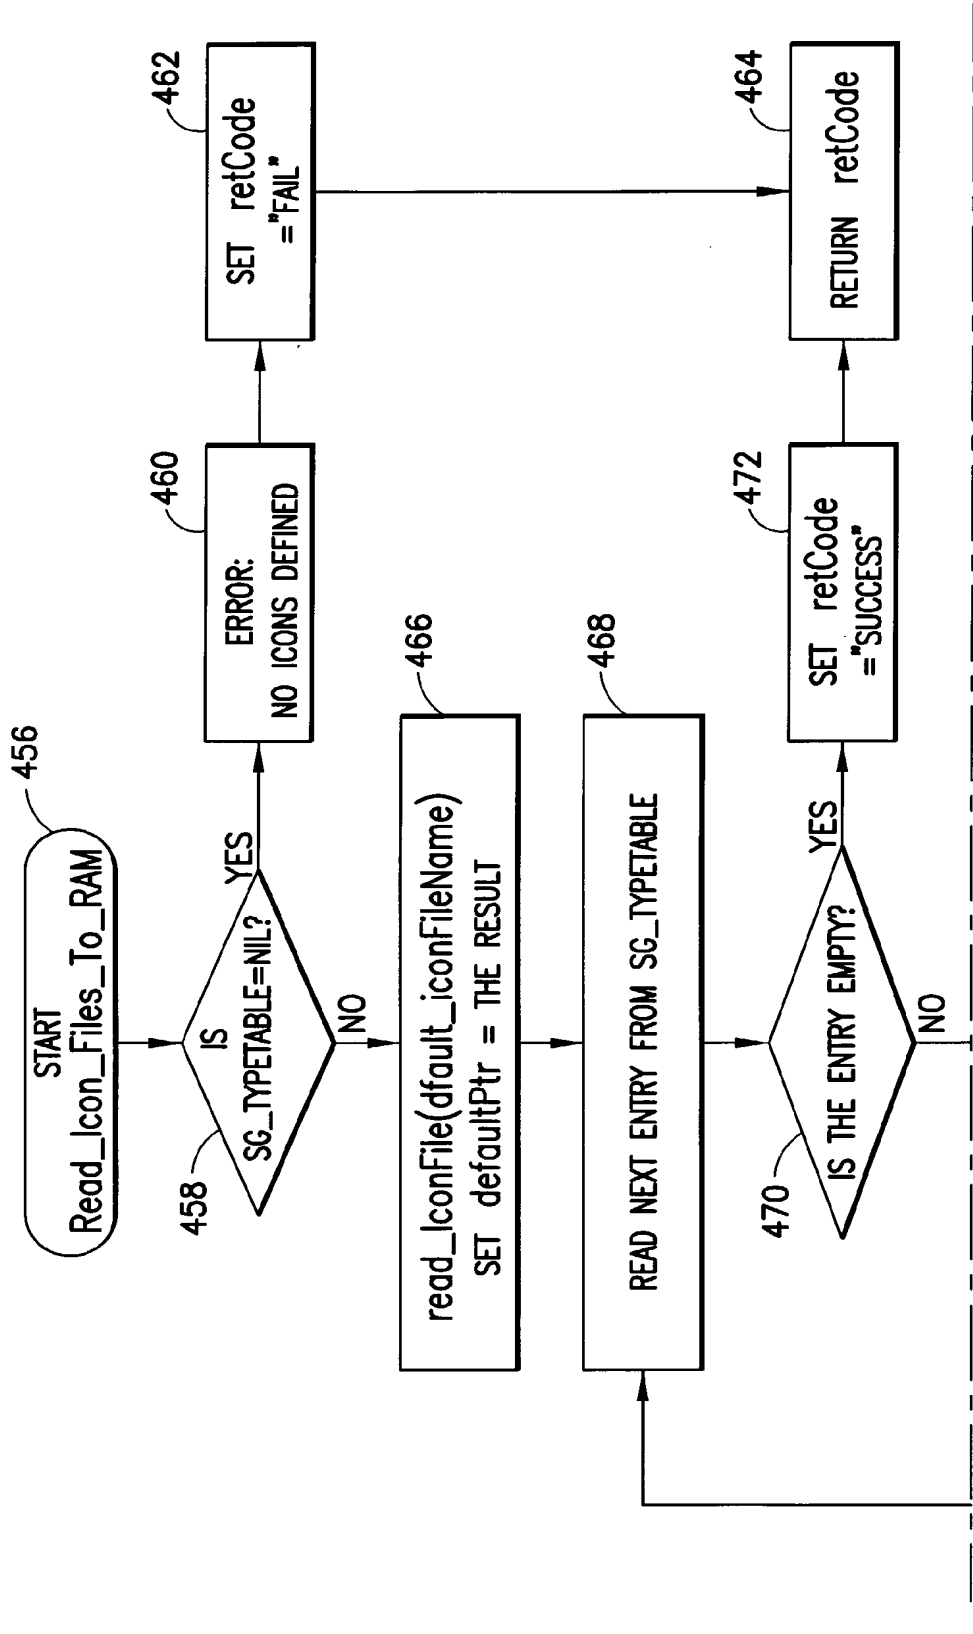 START
Read_Icon_Files_To_RAM
456
IS
SG_TYPETABLE=NIL?
458
YES
NO
ERROR:
NO ICONS DEFINED
460
SET retCode
="FAIL"
462
read_IconFile(dfault_iconFileName)
SET defaultPtr = THE RESULT
466
READ NEXT ENTRY FROM SG_TYPETABLE
468
IS THE ENTRY EMPTY?
470
YES
NO
SET retCode
="SUCCESS"
472
RETURN retCode
464